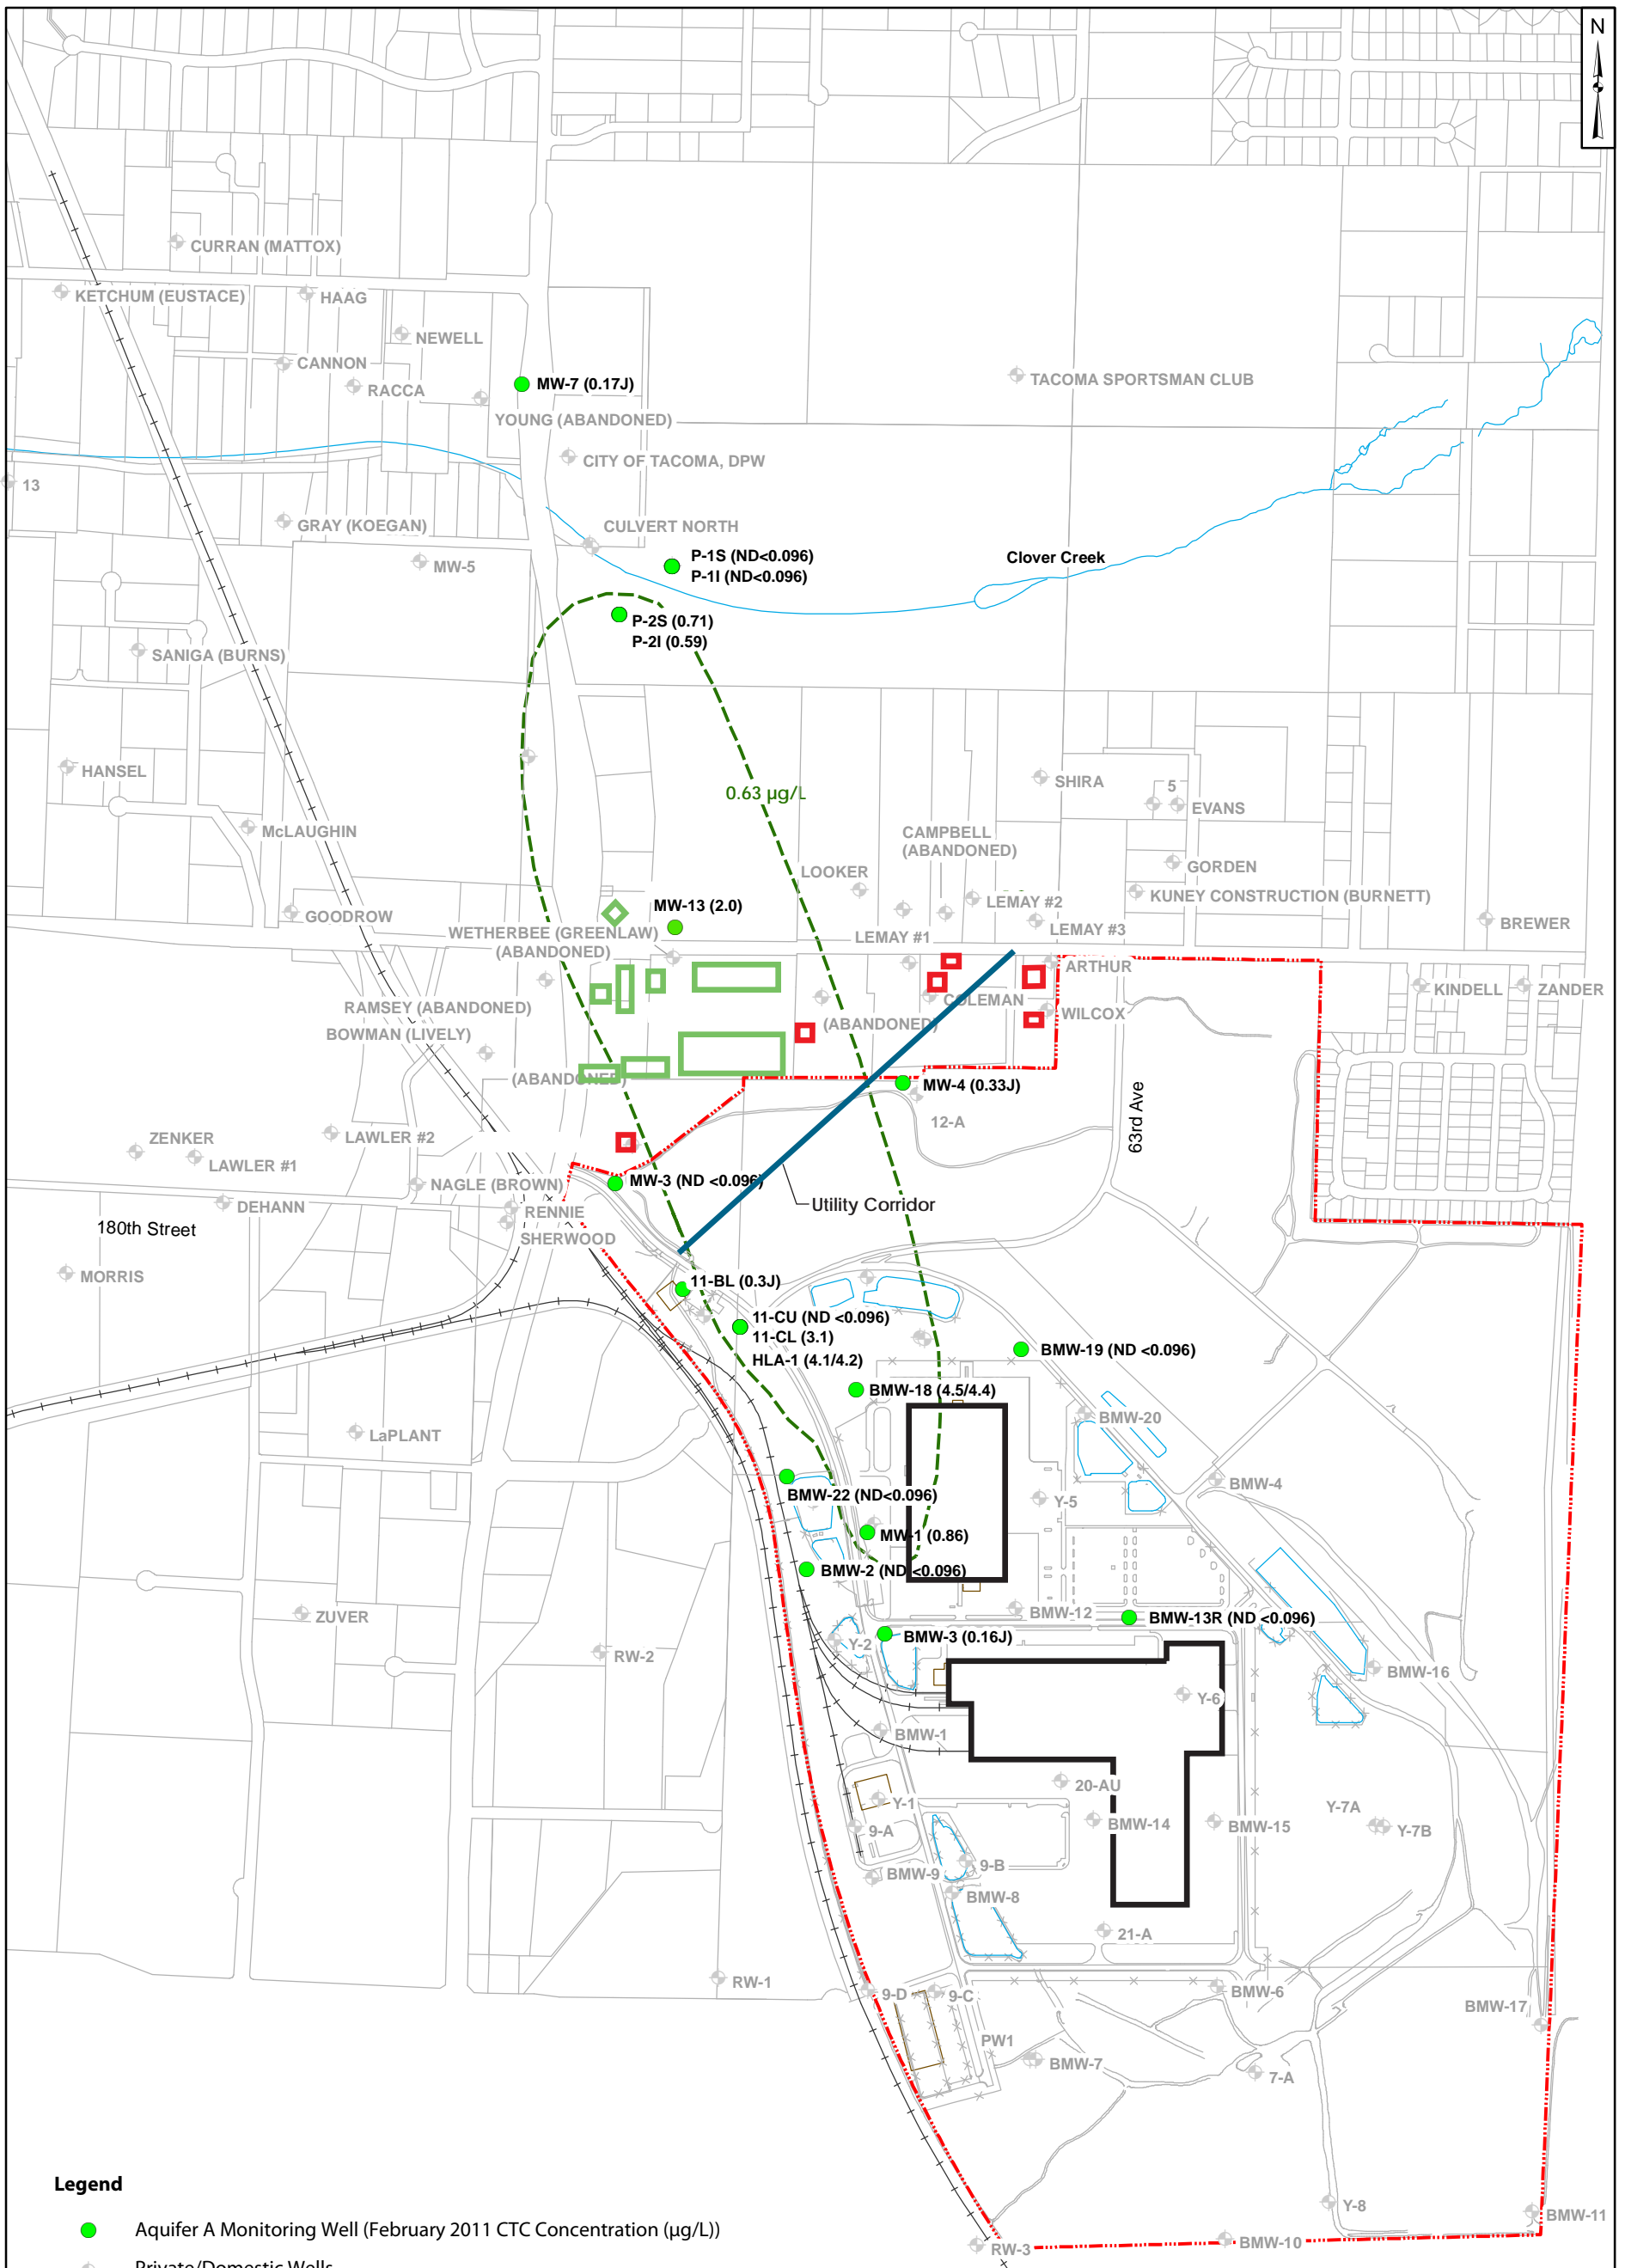 N
CURRAN (MATTOX)
KETCHUM (EUSTACE)
HAAG
NEWELL
CANNON
RACCA
MW-7 (0.17J)
TACOMA SPORTSMAN CLUB
YOUNG (ABANDONED)
CITY OF TACOMA, DPW
13
GRAY (KOEGAN)
CULVERT NORTH
MW-5
P-1S (ND<0.096)
P-1I (ND<0.096)
Clover Creek
P-2S (0.71)
P-2I (0.59)
SANIGA (BURNS)
HANSEL
SHIRA
5
EVANS
0.63 µg/L
McLAUGHIN
CAMPBELL
(ABANDONED)
LOOKER
GORDEN
KUNEY CONSTRUCTION (BURNETT)
LEMAY #2
MW-13 (2.0)
GOODROW
BREWER
LEMAY #3
WETHERBEE (GREENLAW)
(ABANDONED)
LEMAY #1
ARTHUR
KINDELL
ZANDER
COLEMAN
RAMSEY (ABANDONED)
WILCOX
(ABANDONED)
BOWMAN (LIVELY)
(ABANDONED)
MW-4 (0.33J)
12-A
63rd Ave
ZENKER
LAWLER #2
LAWLER #1
MW-3 (ND <0.096)
NAGLE (BROWN)
DEHANN
RENNIE
Utility Corridor
180th Street
SHERWOOD
MORRIS
11-BL (0.3J)
11-CU (ND <0.096)
11-CL (3.1)
HLA-1 (4.1/4.2)
BMW-19 (ND <0.096)
BMW-18 (4.5/4.4)
BMW-20
LaPLANT
BMW-4
BMW-22 (ND<0.096)
Y-5
MW-1 (0.86)
BMW-2 (ND <0.096)
ZUVER
BMW-12
BMW-13R (ND <0.096)
BMW-3 (0.16J)
Y-2
RW-2
BMW-16
Y-6
BMW-1
20-AU
Y-1
BMW-14
BMW-15
Y-7A
Y-7B
9-A
9-B
BMW-9
BMW-8
21-A
RW-1
9-D
9-C
BMW-6
BMW-17
PW1
BMW-7
7-A
Legend
Y-8
BMW-11
Aquifer A Monitoring Well (February 2011 CTC Concentration (µg/L))
BMW-10
RW-3
Private/Domestic Wells